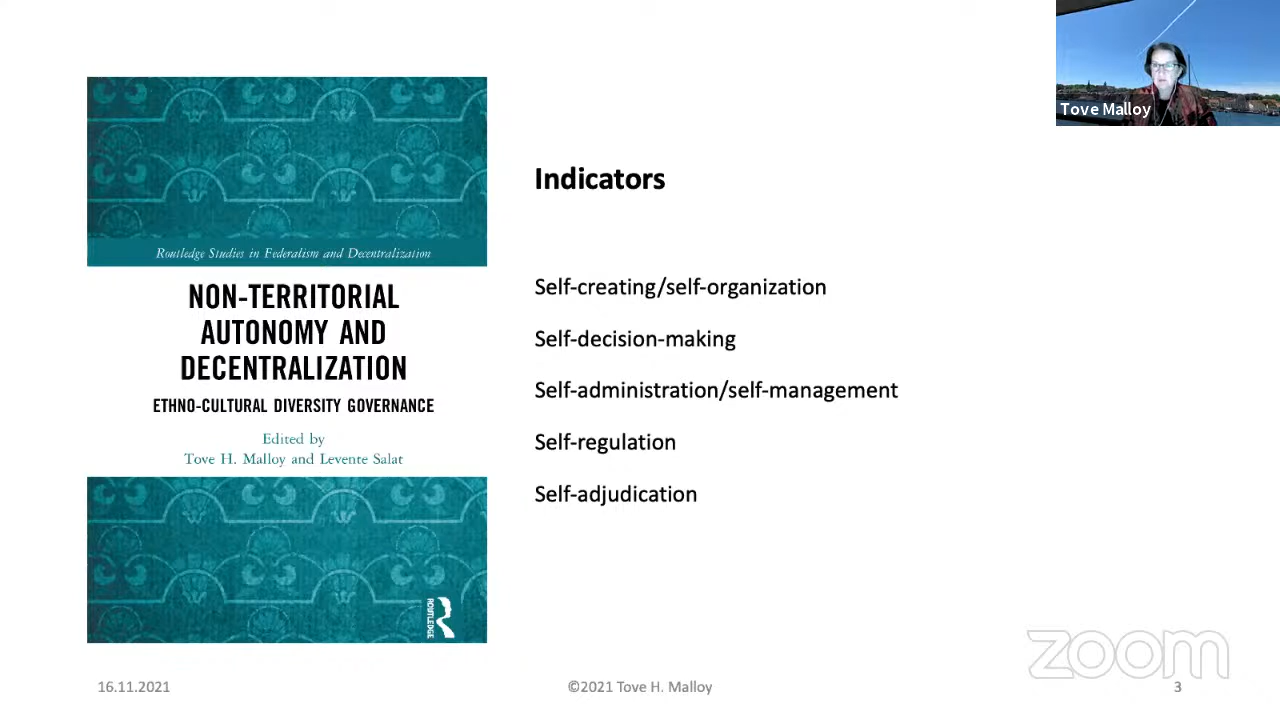 Tove Malloy
Routledge Studies in Federalism and Decentralization
NON-TERRITORIAL
AUTONOMY AND
DECENTRALIZATION
ETHNO-CULTURAL DIVERSITY GOVERNANCE
Edited by
Tove H. Malloy and Levente Salat
ROUTLEDGE
Indicators
Self-creating/self-organization
Self-decision-making
Self-administration/self-management
Self-regulation
Self-adjudication
zoom
16.11.2021
©2021 Tove H. Malloy
3